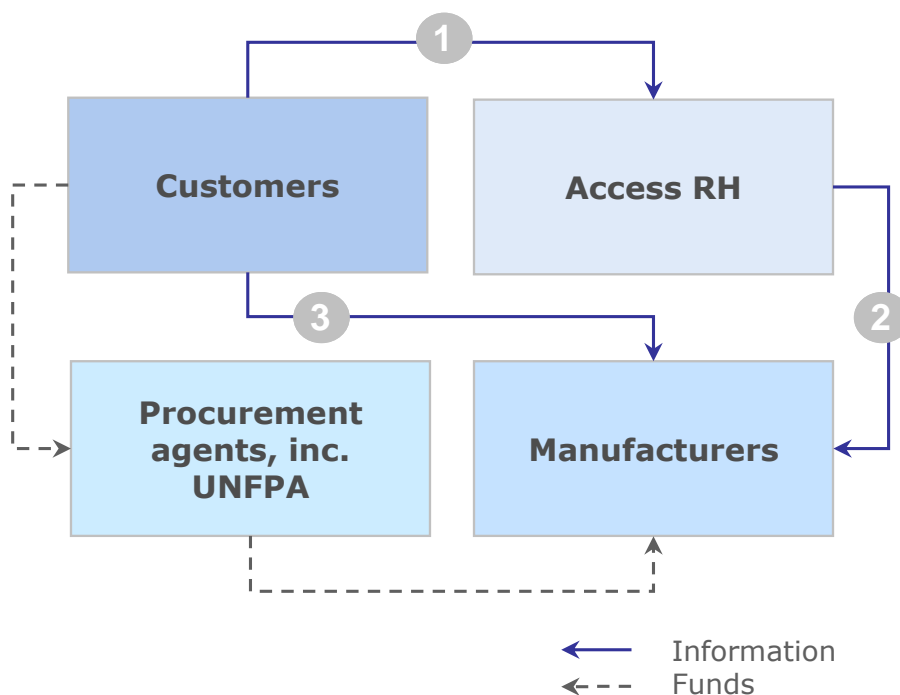 1
Customers
Access RH
3
2
Procurement
agents, inc.
UNFPA
Manufacturers
Information
Funds